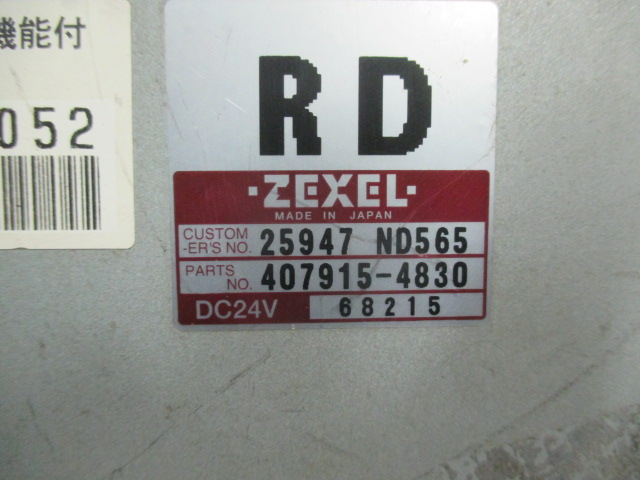 機能付
052
RD
·ZEXEL·
MADE IN JAPAN
CUSTOM
-ER'S NO. 25947 ND565
PARTS
NO. 407915-4830
DC24V 68215